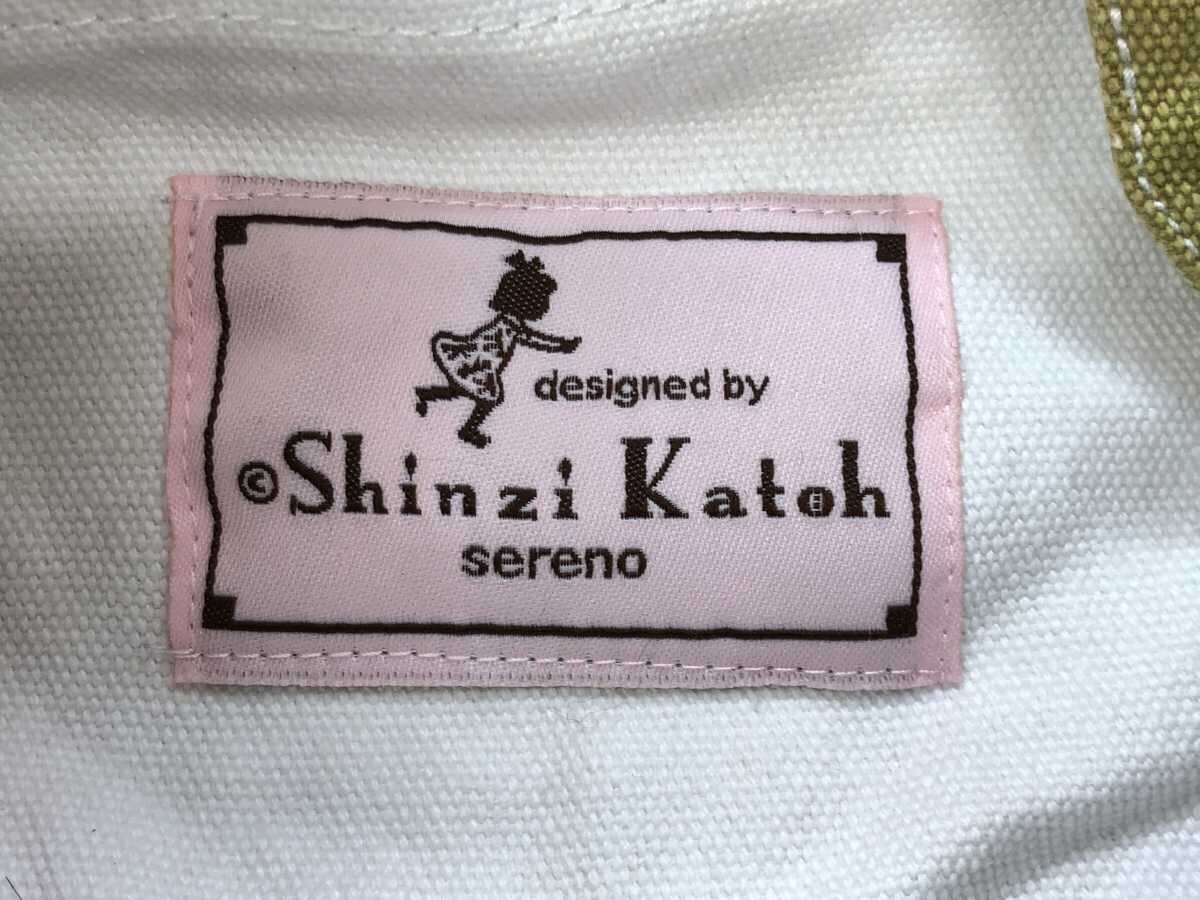 designed by
©Shinzi Katoh
sereno